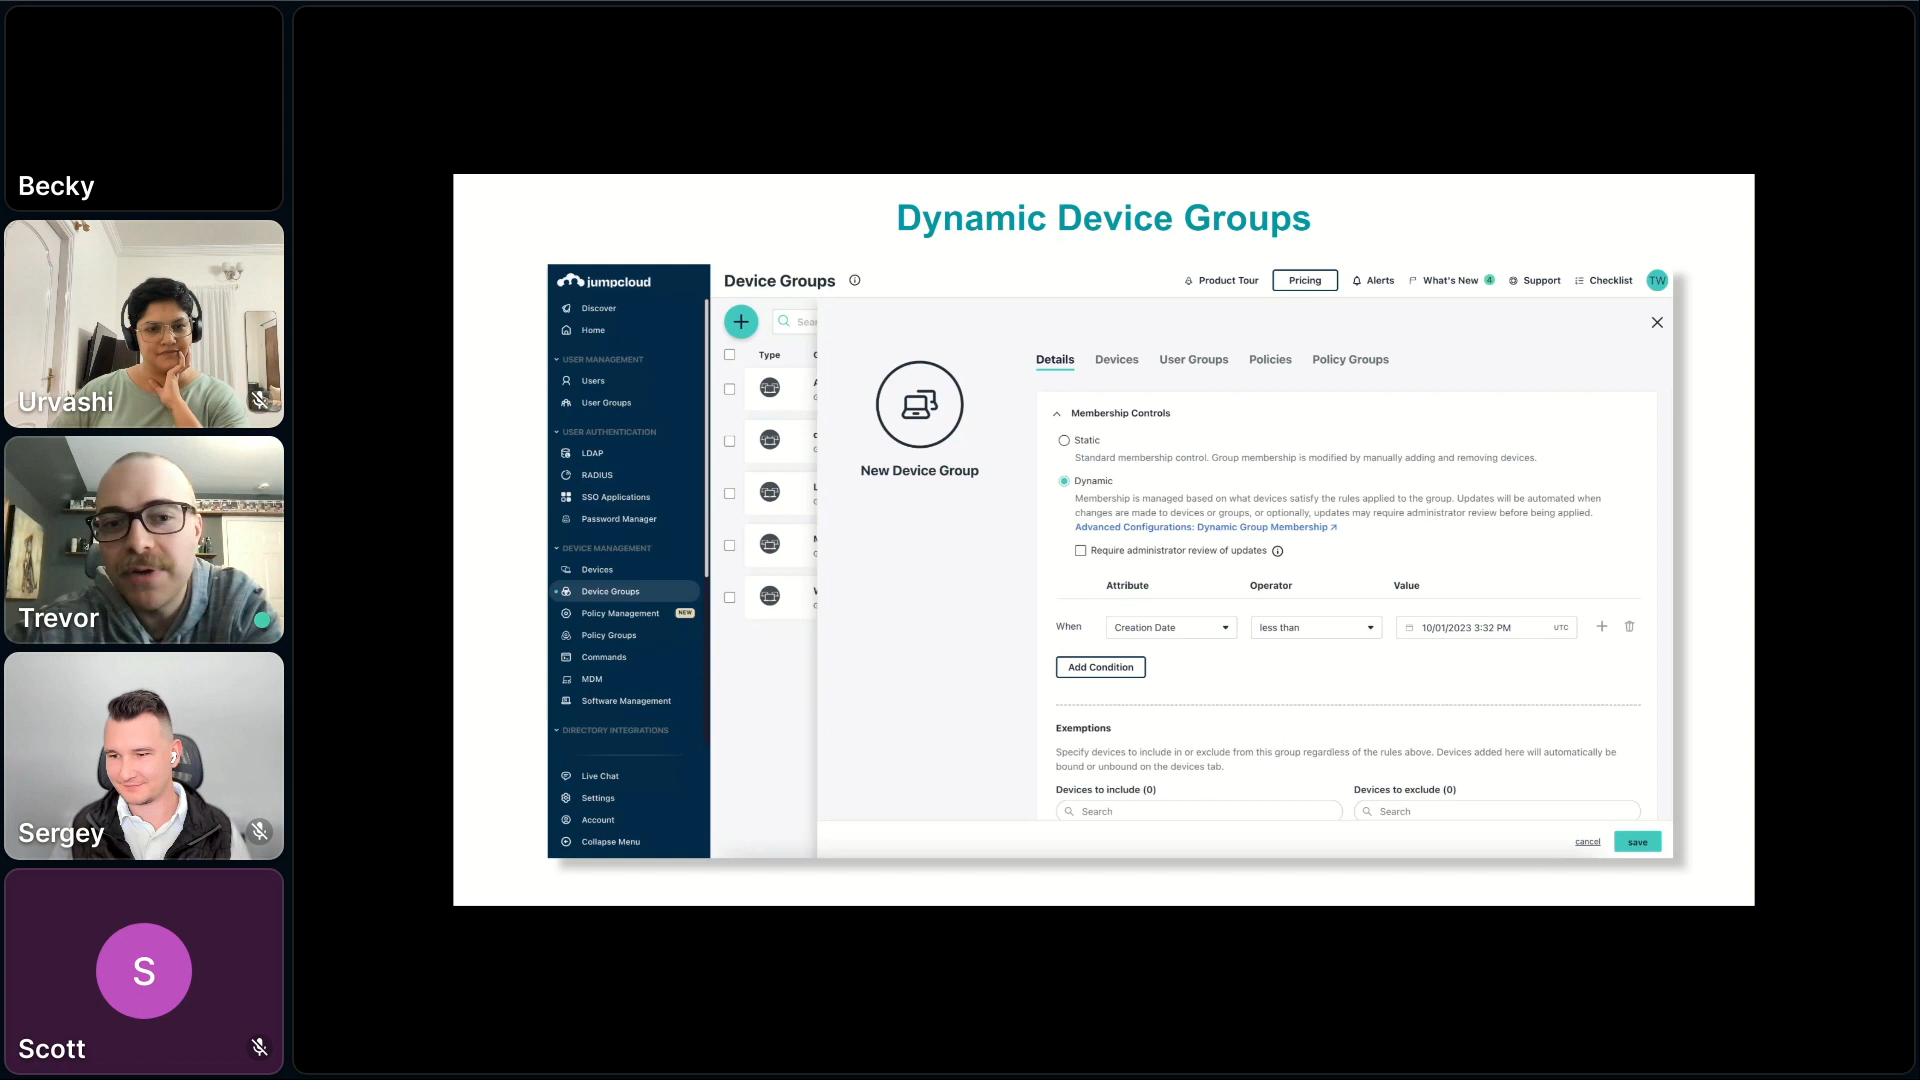 Becky
Urvashi
Trevor
Sergey
S
Scott
Dynamic Device Groups
jumpcloud
Discover
Home
USER MANAGEMENT
Users
User Groups
USER AUTHENTICATION
LDAP
RADIUS
SSO Applications
Password Manager
DEVICE MANAGEMENT
Devices
Device Groups
Policy Management NEW
Policy Groups
Commands
MDM
Software Management
DIRECTORY INTEGRATIONS
Live Chat
Settings
Account
Collapse Menu
Device Groups
Product Tour Pricing Alerts What's New 4 Support Checklist TW
Type
New Device Group
Details Devices User Groups Policies Policy Groups
Membership Controls
Static
Standard membership control. Group membership is modified by manually adding and removing devices.
Dynamic
Membership is managed based on what devices satisfy the rules applied to the group. Updates will be automated when
changes are made to devices or groups, or optionally, updates may require administrator review before being applied.
Advanced Configurations: Dynamic Group Membership
Require administrator review of updates
Attribute Operator Value
When Creation Date less than 10/01/2023 3:32 PM UTC
Add Condition
Exemptions
Specify devices to include in or exclude from this group regardless of the rules above. Devices added here will automatically be
bound or unbound on the devices tab.
Devices to include (0) Devices to exclude (0)
Search Search
cancel save